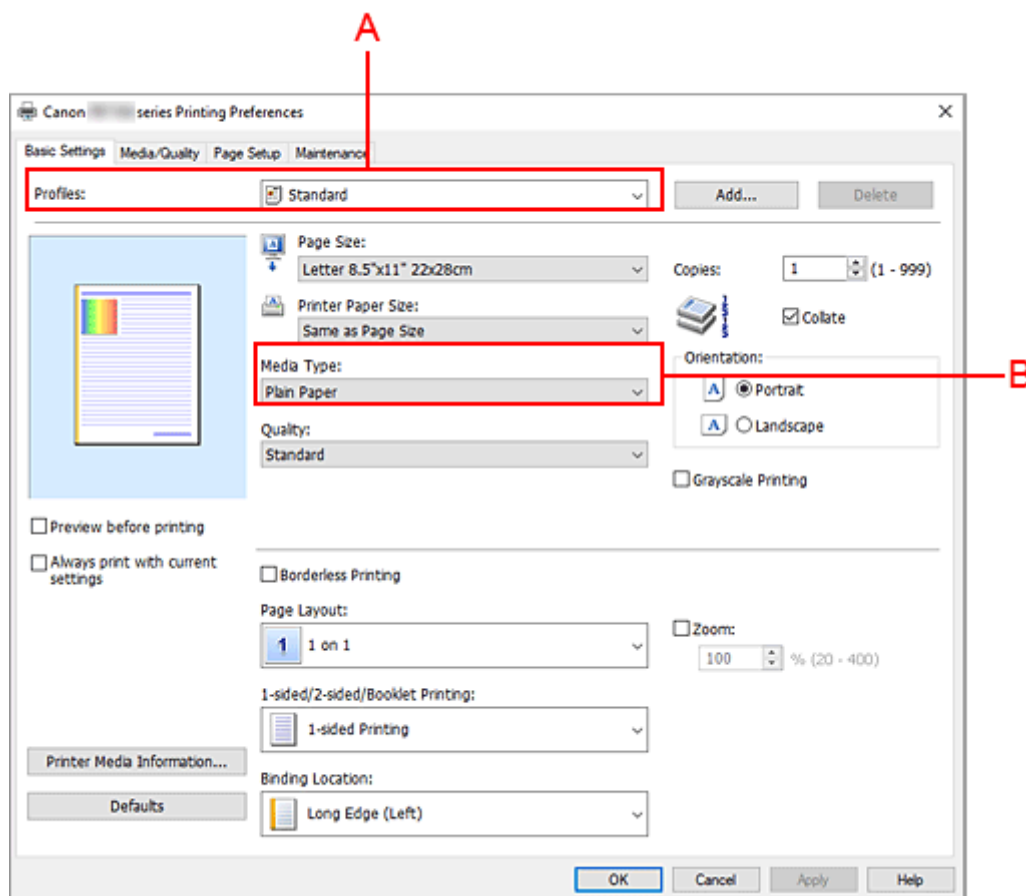 A
Canon series Printing Preferences
Basic Settings Media/Quality Page Setup Maintenance
Profiles: Standard Add... Delete
Page Size:
Letter 8.5"x11" 22x28cm
Copies: 1 (1 - 999)
Printer Paper Size:
Same as Page Size
Collate
Media Type:
Plain Paper
B
Orientation:
A Portrait
A Landscape
Quality:
Standard
Grayscale Printing
Preview before printing
Always print with current
settings
Borderless Printing
Page Layout:
1 1 on 1
Zoom:
100 % (20 - 400)
1-sided/2-sided/Booklet Printing:
1-sided Printing
Printer Media Information...
Binding Location:
Defaults
Long Edge (Left)
OK Cancel Apply Help